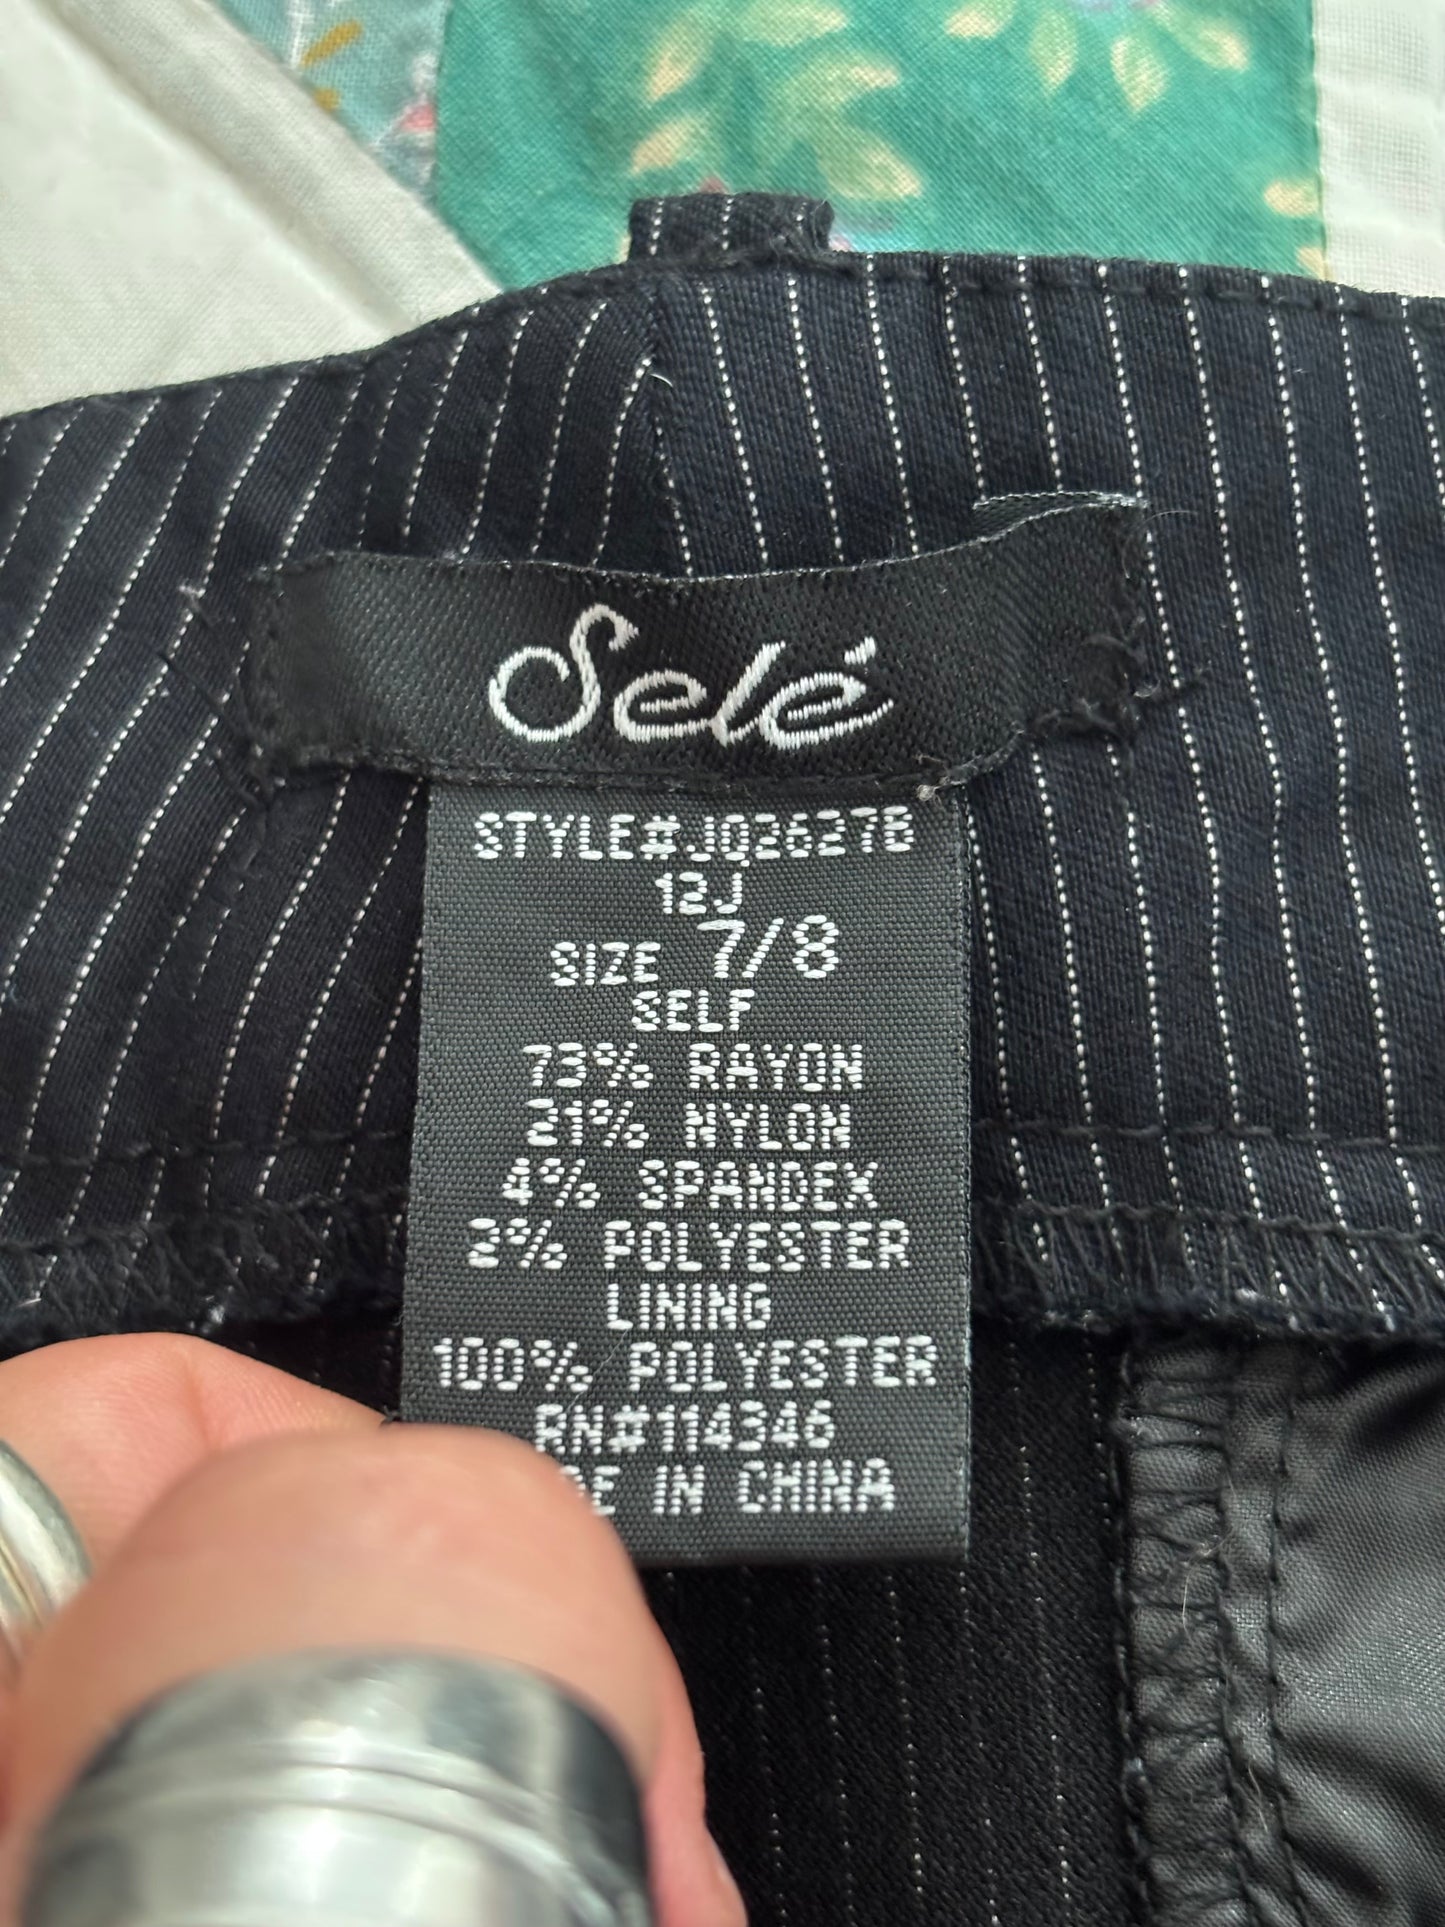 Selé
STYLE#JQ26278
12J
SIZE 7/8
SELF
73% RAYON
21% NYLON
4% SPANDEX
2% POLYESTER
LINING
100% POLYESTER
RN#114346
DE IN CHINA